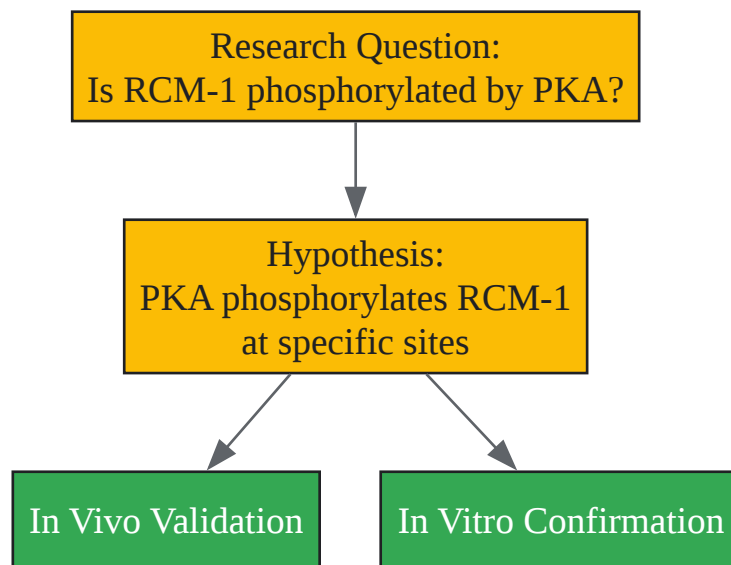 Research Question:
Is RCM-1 phosphorylated by PKA?
Hypothesis:
PKA phosphorylates RCM-1
at specific sites
In Vivo Validation
In Vitro Confirmation